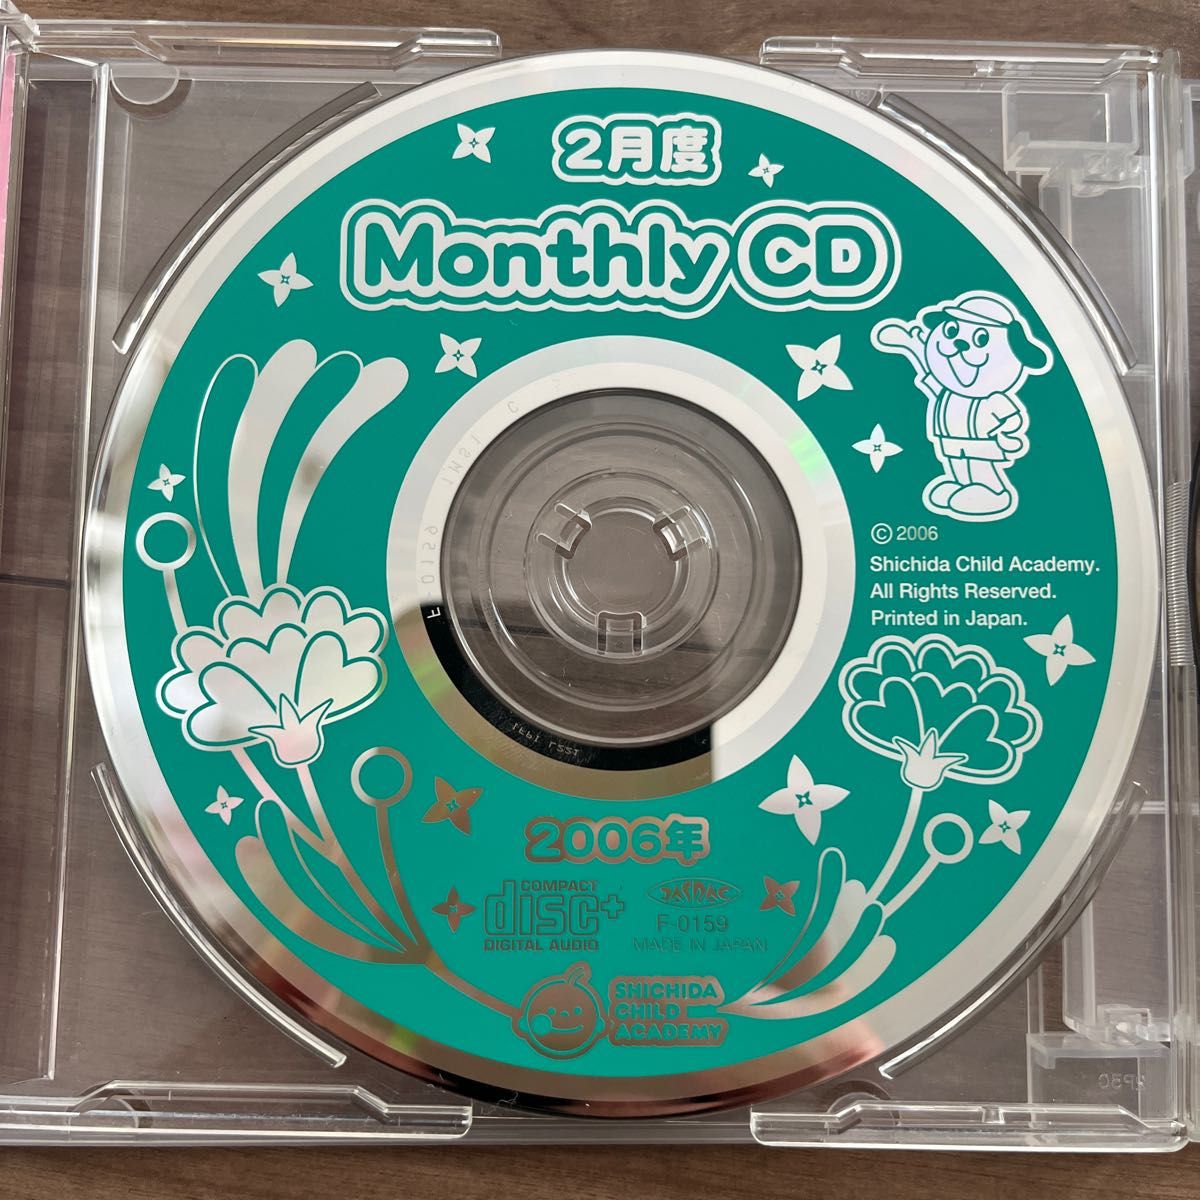 2月度
Monthly CD
© 2006
Shichida Child Academy.
All Rights Reserved.
Printed in Japan.
2006年
COMPACT
disc+
DIGITAL AUDIO
JASRAC
F-0159
MADE IN JAPAN
SHICHIDA
CHILD
ACADEMY